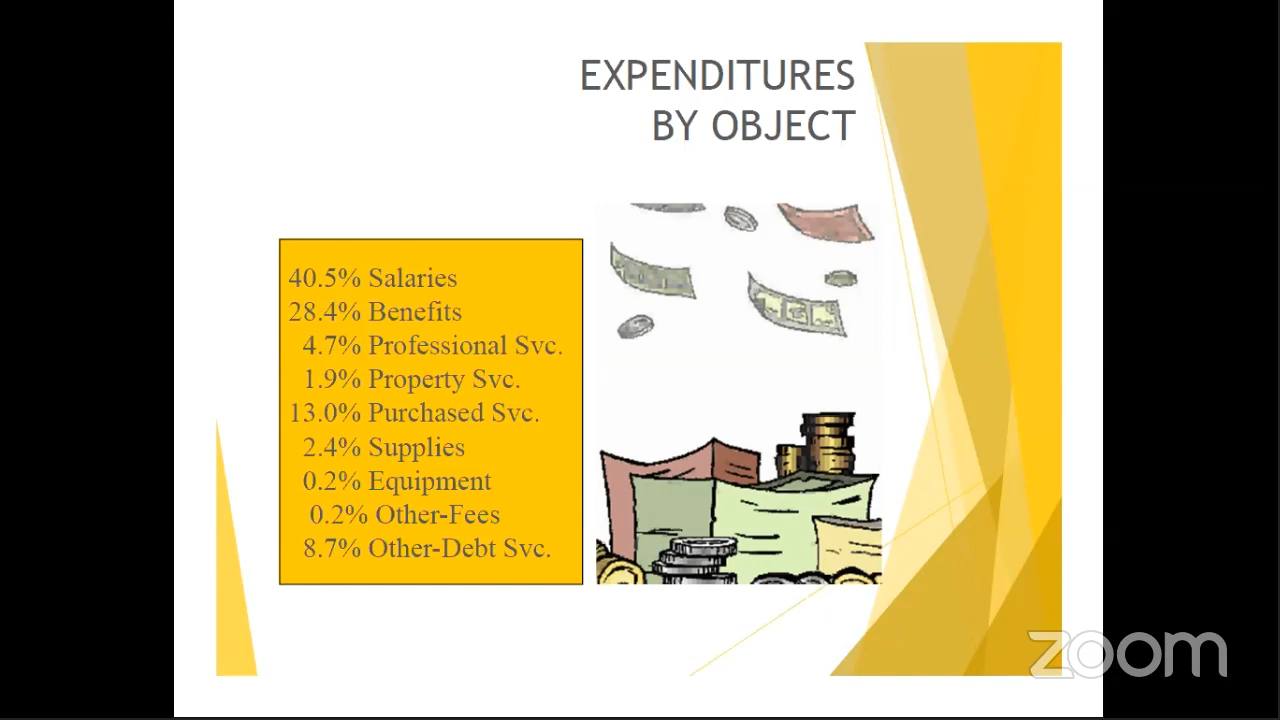 EXPENDITURES
BY OBJECT
40.5% Salaries
28.4% Benefits
4.7% Professional Svc.
1.9% Property Svc.
13.0% Purchased Svc.
2.4% Supplies
0.2% Equipment
0.2% Other-Fees
8.7% Other-Debt Svc.
zoom